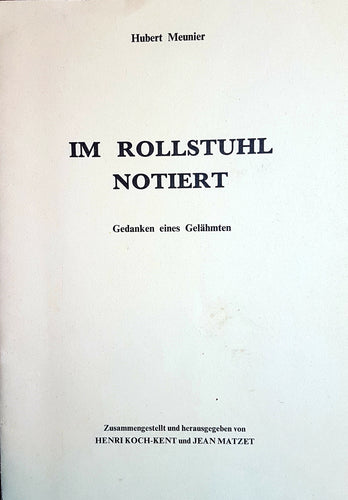 Hubert Meunier
IM ROLLSTUHL
NOTIERT
Gedanken eines Gelähmten
Zusammengestellt und herausgegeben von
HENRI KOCH-KENT und JEAN MATZET